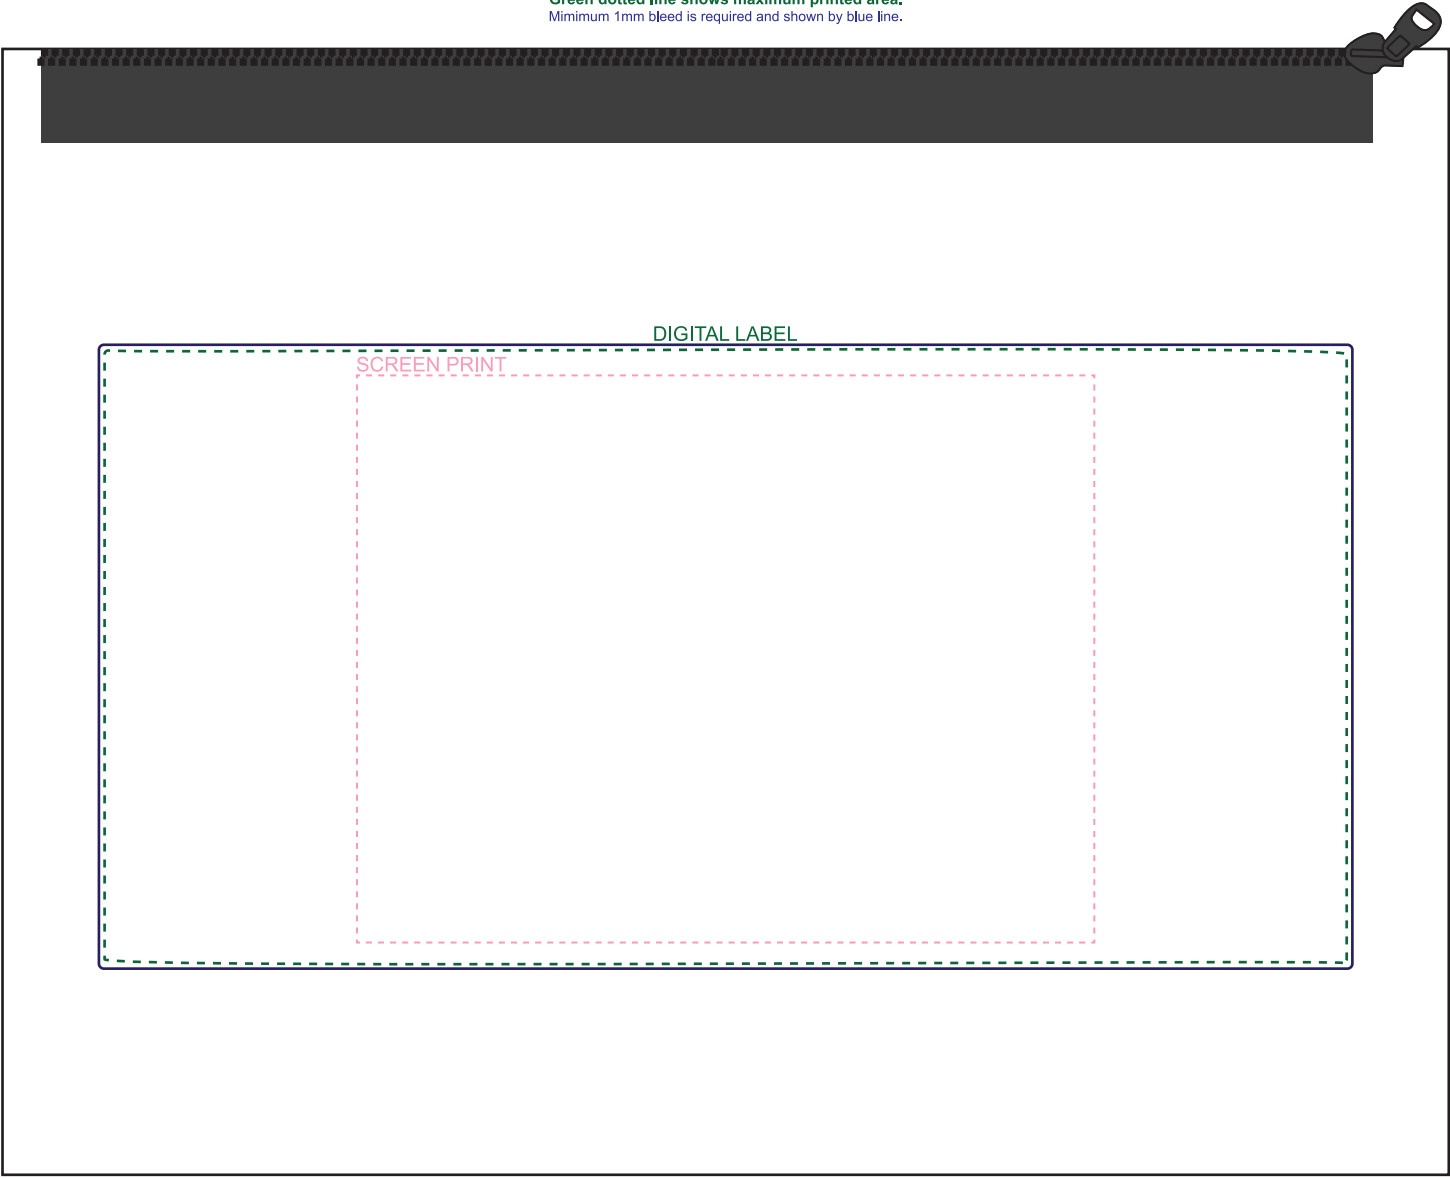 Green dotted line shows maximum printed area.
Mimimum 1mm bleed is required and shown by blue line.
DIGITAL LABEL
SCREEN PRINT